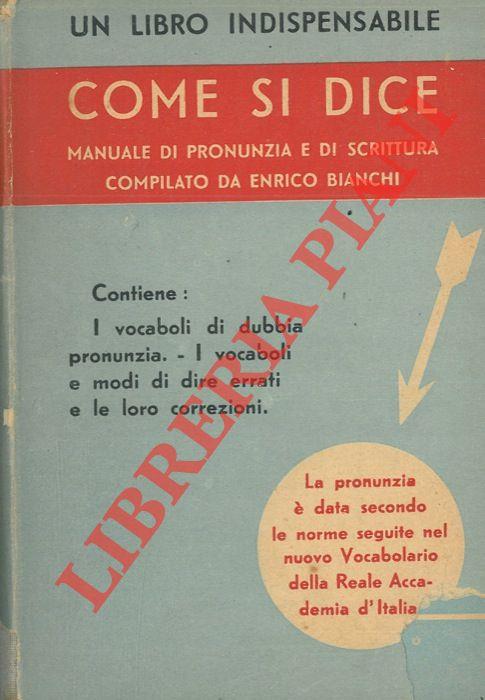 UN LIBRO INDISPENSABILE
COME SI DICE
MANUALE DI PRONUNZIA E DI SCRITTURA
COMPILATO DA ENRICO BIANCHI
Contiene:
I vocaboli di dubbia
pronunzia. - I vocaboli
e modi di dire errati
e le loro correzioni.
La pronunzia
è data secondo
le norme seguite nel
nuovo Vocabolario
della Reale Acca-
demia d'Italia
LIBRERIA PIANI